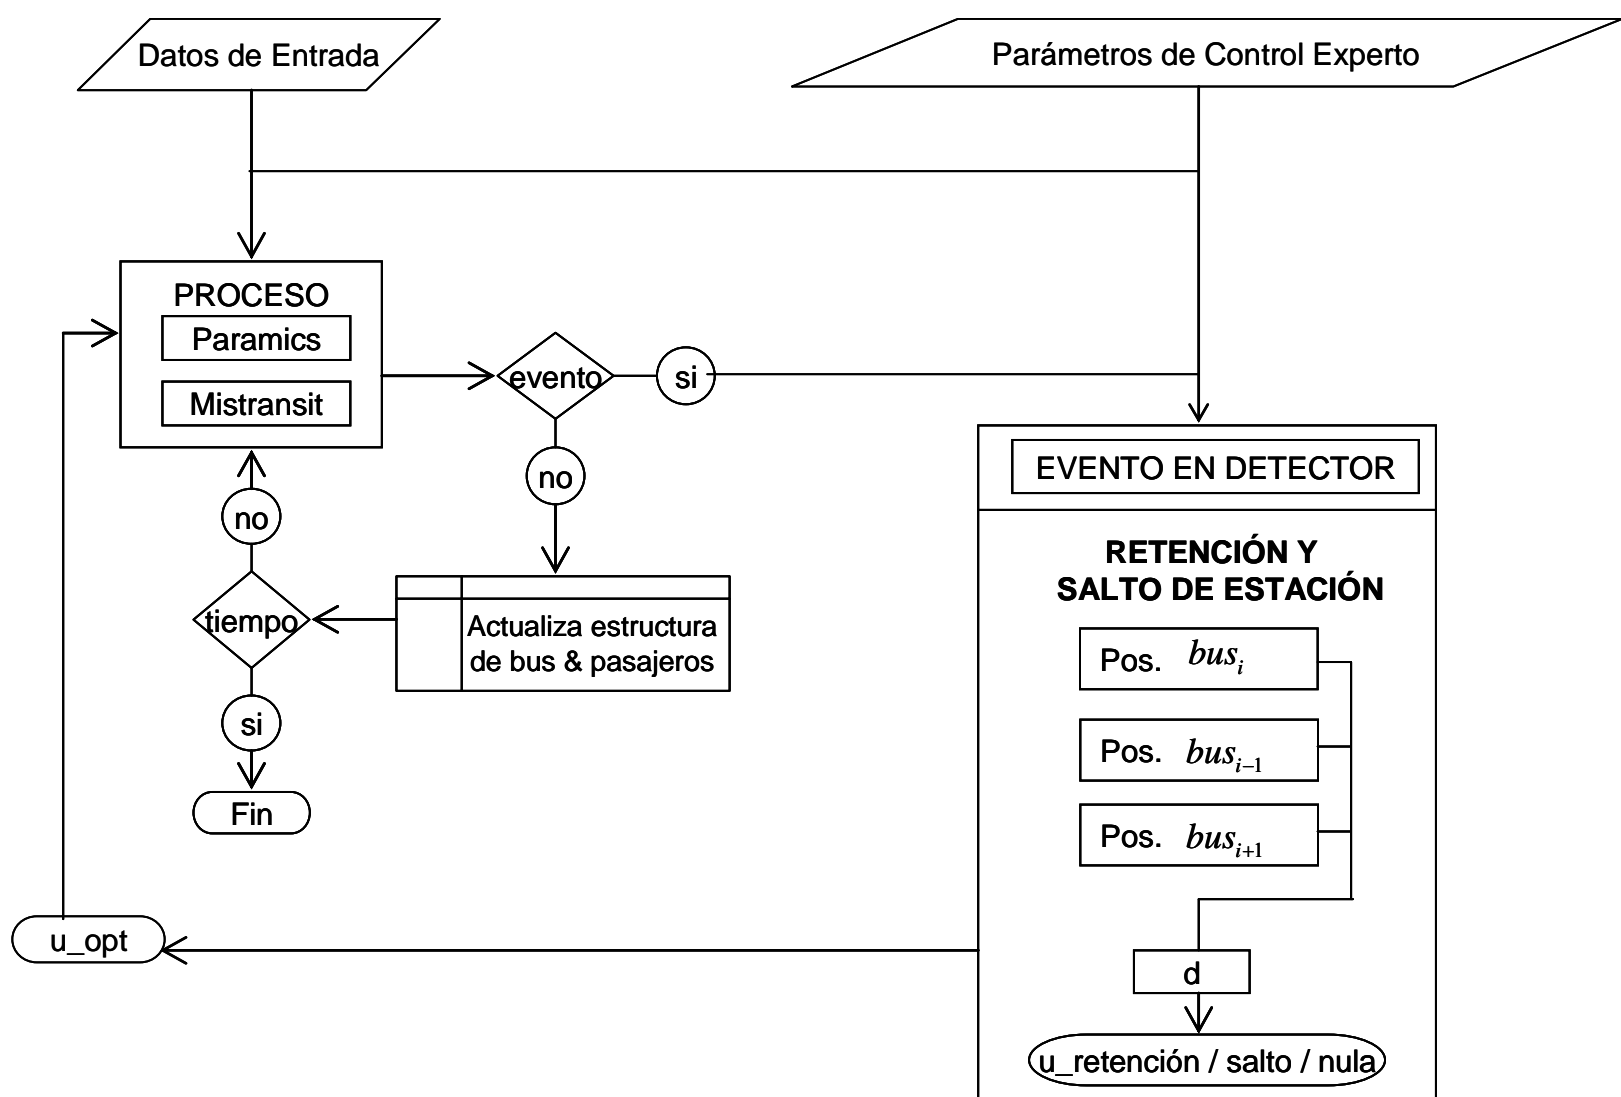 Datos de Entrada
Parámetros de Control Experto
PROCESO
Paramics
Mistransit
evento
si
no
EVENTO EN DETECTOR
no
RETENCIÓN Y
SALTO DE ESTACIÓN
tiempo
Actualiza estructura
de bus & pasajeros
Pos. bus_i
si
Pos. bus_{i−1}
Fin
Pos. bus_{i+1}
u_opt
d
u_retención / salto / nula